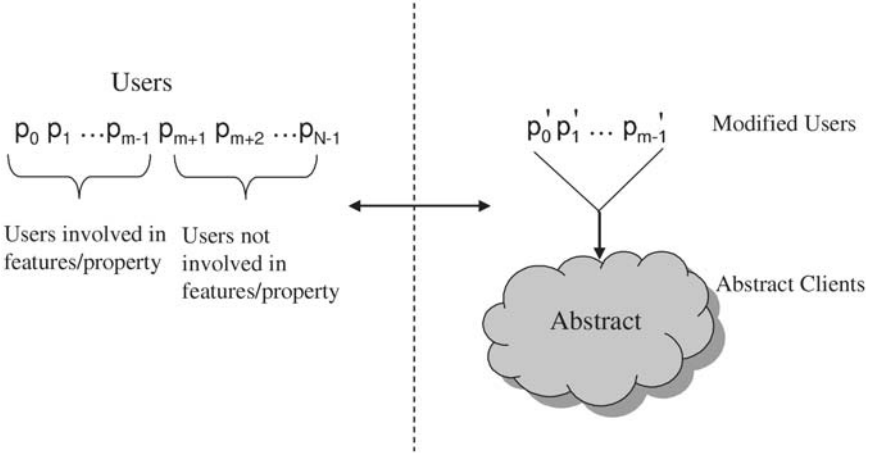 Users
p0 p1 …pm-1 pm+1 pm+2 …pN-1
Users involved in
features/property
Users not
involved in
features/property
p0' p1' … pm-1'
Modified Users
Abstract Clients
Abstract